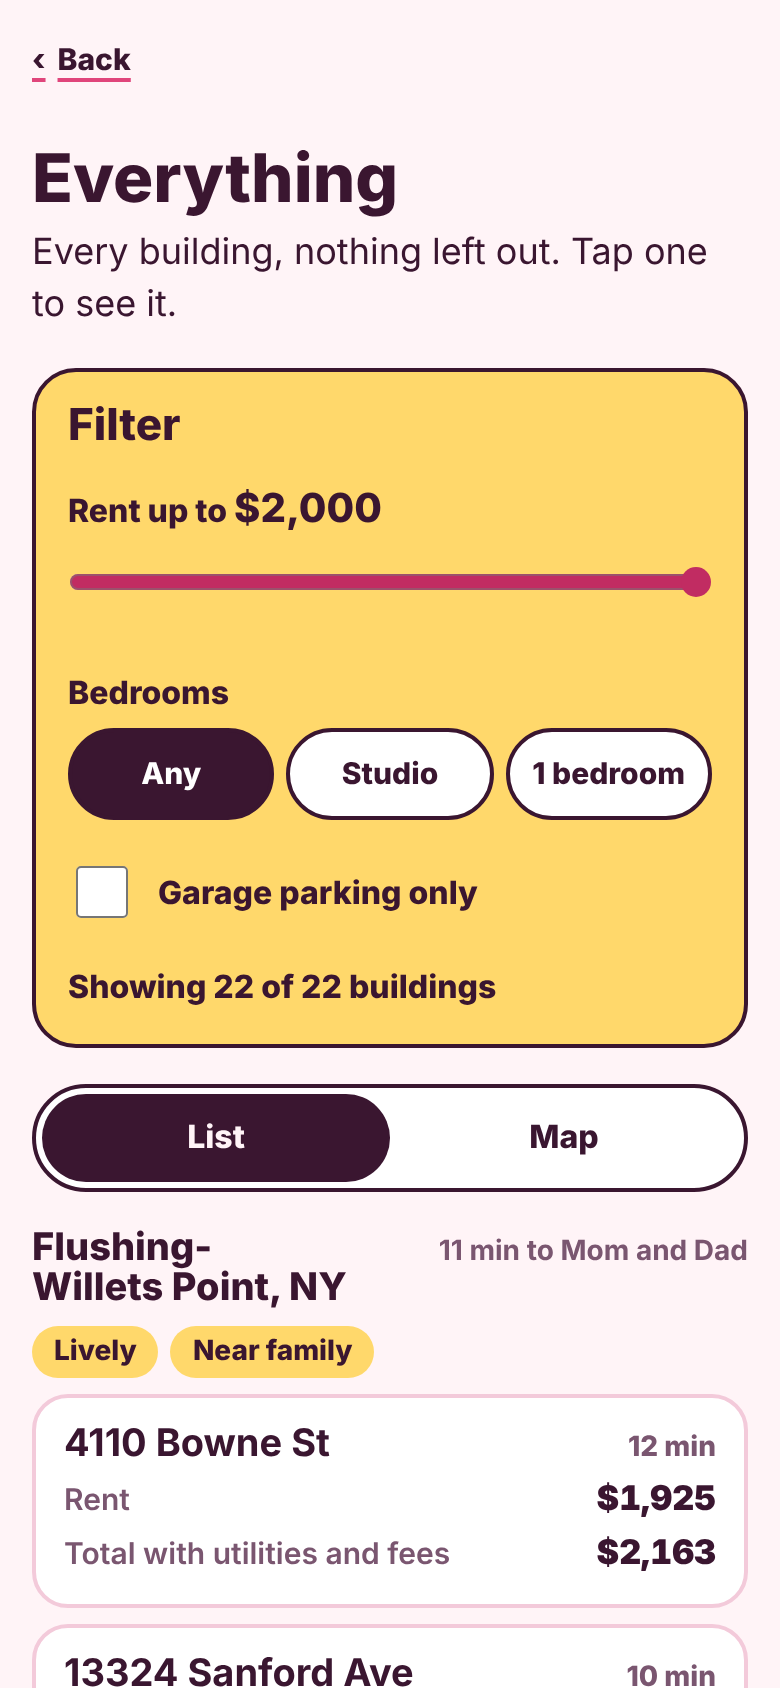 ‹ Back
Everything
Every building, nothing left out. Tap one
to see it.
Filter
Rent up to $2,000
Bedrooms
Any
Studio
1 bedroom
Garage parking only
Showing 22 of 22 buildings
List
Map
Flushing-
Willets Point, NY
11 min to Mom and Dad
Lively
Near family
4110 Bowne St
12 min
Rent
$1,925
Total with utilities and fees
$2,163
13324 Sanford Ave
10 min